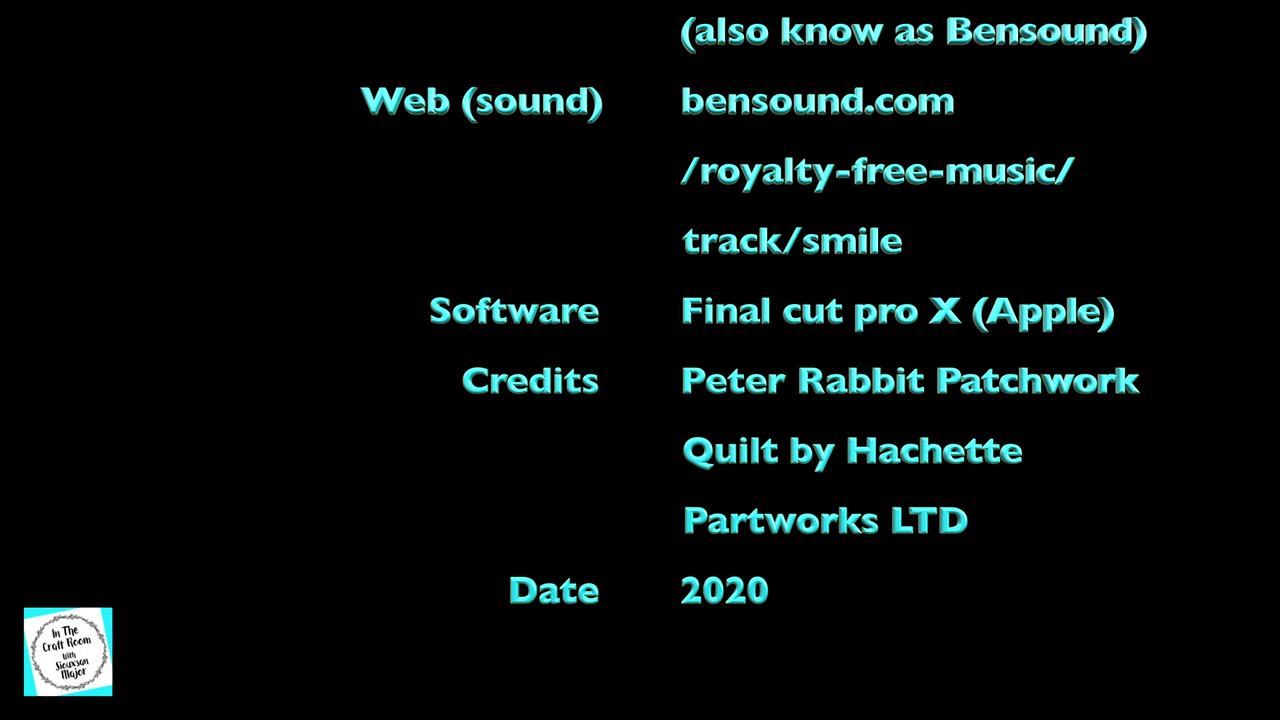 (also know as Bensound)
Web (sound) bensound.com
/royalty-free-music/
track/smile
Software Final cut pro X (Apple)
Credits Peter Rabbit Patchwork
Quilt by Hachette
Partworks LTD
Date 2020
In The
Craft Room
with
Siouxsan
Major